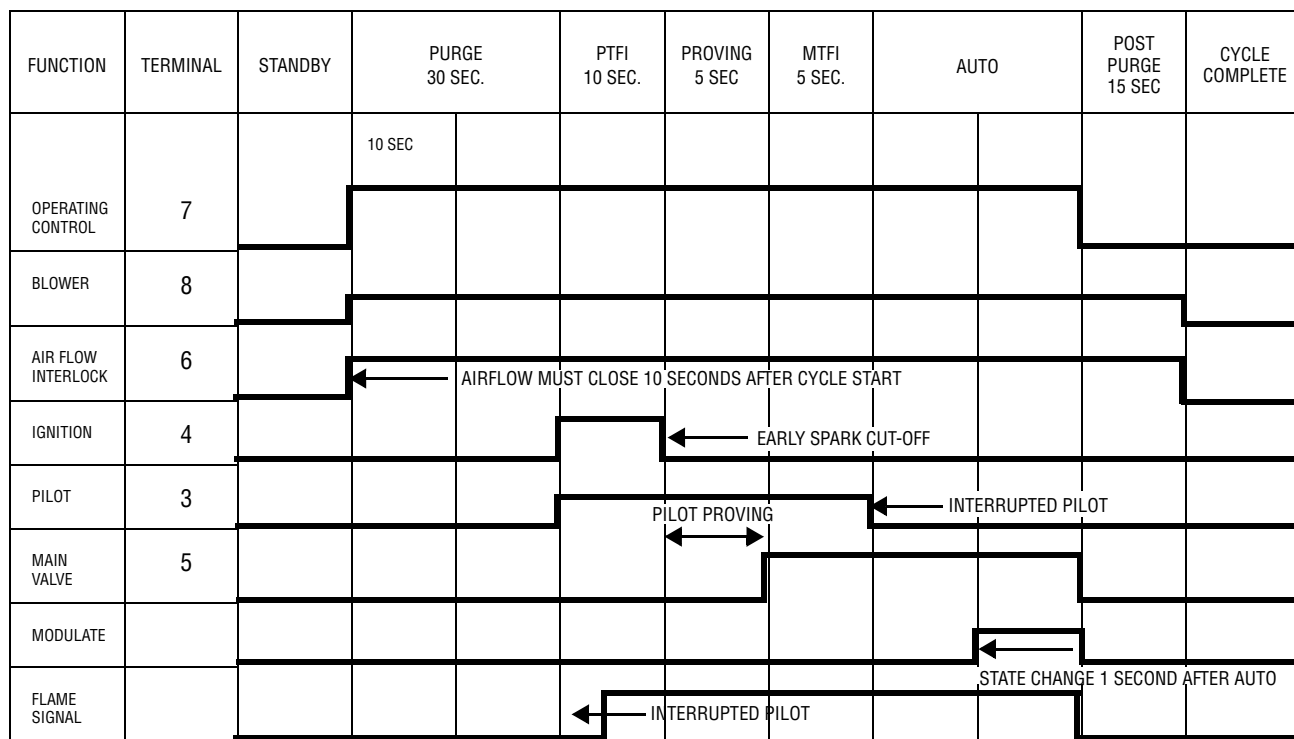 FUNCTION
TERMINAL
STANDBY
PURGE
30 SEC.
PTFI
10 SEC.
PROVING
5 SEC
MTFI
5 SEC.
AUTO
POST
PURGE
15 SEC
CYCLE
COMPLETE
10 SEC
OPERATING
CONTROL
7
BLOWER
8
AIR FLOW
INTERLOCK
6
AIRFLOW MUST CLOSE 10 SECONDS AFTER CYCLE START
IGNITION
4
EARLY SPARK CUT-OFF
PILOT
3
PILOT PROVING
INTERRUPTED PILOT
MAIN
VALVE
5
MODULATE
STATE CHANGE 1 SECOND AFTER AUTO
FLAME
SIGNAL
INTERRUPTED PILOT